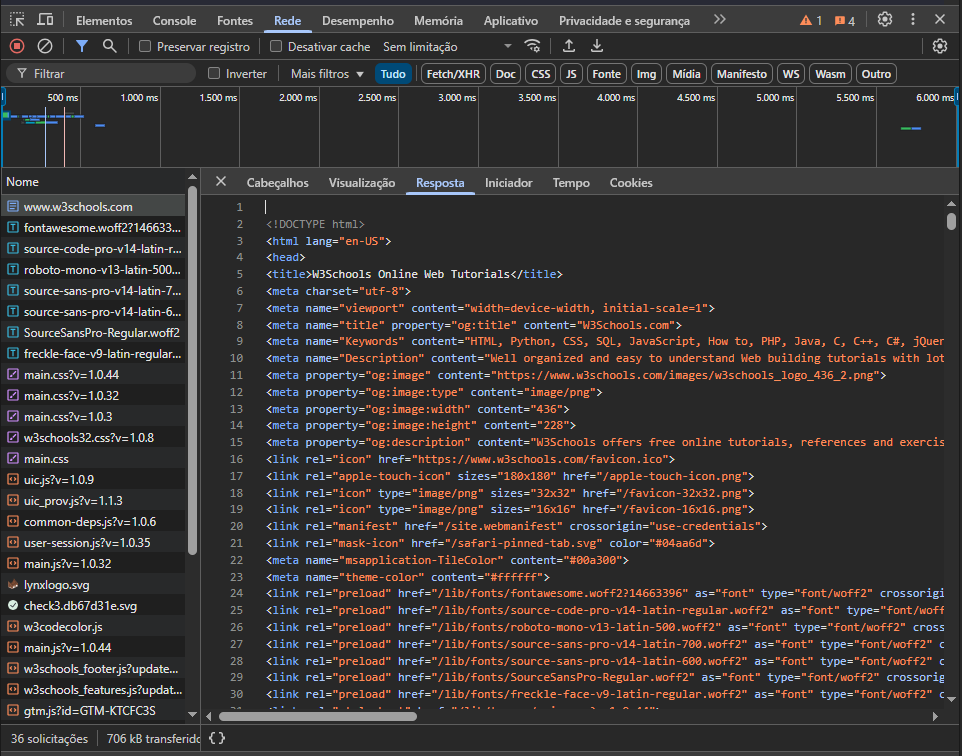 Elementos Console Fontes Rede Desempenho Memória Aplicativo Privacidade e segurança 1 4
Preservar registro Desativar cache Sem limitação
Filtrar Inverter Mais filtros Tudo Fetch/XHR Doc CSS JS Fonte Img Mídia Manifesto WS Wasm Outro
500 ms 1.000 ms 1.500 ms 2.000 ms 2.500 ms 3.000 ms 3.500 ms 4.000 ms 4.500 ms 5.000 ms 5.500 ms 6.000 ms
Nome
www.w3schools.com
fontawesome.woff2?146633...
source-code-pro-v14-latin-r...
roboto-mono-v13-latin-500...
source-sans-pro-v14-latin-7...
source-sans-pro-v14-latin-6...
SourceSansPro-Regular.woff2
freckle-face-v9-latin-regular...
main.css?v=1.0.44
main.css?v=1.0.32
main.css?v=1.0.3
w3schools32.css?v=1.0.8
main.css
uic.js?v=1.0.9
uic_prov.js?v=1.1.3
common-deps.js?v=1.0.6
user-session.js?v=1.0.35
main.js?v=1.0.32
lynxlogo.svg
check3.db67d31e.svg
w3codecolor.js
main.js?v=1.0.44
w3schools_footer.js?update...
w3schools_features.js?updat...
gtm.js?id=GTM-KTCFC3S
36 solicitações 706 kB transferido
Cabeçalhos Visualização Resposta Iniciador Tempo Cookies
1
2 <!DOCTYPE html>
3 <html lang="en-US">
4 <head>
5 <title>W3Schools Online Web Tutorials</title>
6 <meta charset="utf-8">
7 <meta name="viewport" content="width=device-width, initial-scale=1">
8 <meta name="title" property="og:title" content="W3Schools.com">
9 <meta name="Keywords" content="HTML, Python, CSS, SQL, JavaScript, How to, PHP, Java, C, C++, C#, jQuer
10 <meta name="Description" content="Well organized and easy to understand Web building tutorials with lot
11 <meta property="og:image" content="https://www.w3schools.com/images/w3schools_logo_436_2.png">
12 <meta property="og:image:type" content="image/png">
13 <meta property="og:image:width" content="436">
14 <meta property="og:image:height" content="228">
15 <meta property="og:description" content="W3Schools offers free online tutorials, references and exercis
16 <link rel="icon" href="https://www.w3schools.com/favicon.ico">
17 <link rel="apple-touch-icon" sizes="180x180" href="/apple-touch-icon.png">
18 <link rel="icon" type="image/png" sizes="32x32" href="/favicon-32x32.png">
19 <link rel="icon" type="image/png" sizes="16x16" href="/favicon-16x16.png">
20 <link rel="manifest" href="/site.webmanifest" crossorigin="use-credentials">
21 <link rel="mask-icon" href="/safari-pinned-tab.svg" color="#04aa6d">
22 <meta name="msapplication-TileColor" content="#00a300">
23 <meta name="theme-color" content="#ffffff">
24 <link rel="preload" href="/lib/fonts/fontawesome.woff2?14663396" as="font" type="font/woff2" crossorigi
25 <link rel="preload" href="/lib/fonts/source-code-pro-v14-latin-regular.woff2" as="font" type="font/woff
26 <link rel="preload" href="/lib/fonts/roboto-mono-v13-latin-500.woff2" as="font" type="font/woff2" cross
27 <link rel="preload" href="/lib/fonts/source-sans-pro-v14-latin-700.woff2" as="font" type="font/woff2" c
28 <link rel="preload" href="/lib/fonts/source-sans-pro-v14-latin-600.woff2" as="font" type="font/woff2" c
29 <link rel="preload" href="/lib/fonts/SourceSansPro-Regular.woff2" as="font" type="font/woff2" crossorig
30 <link rel="preload" href="/lib/fonts/freckle-face-v9-latin-regular.woff2" as="font" type="font/woff2" c
{}